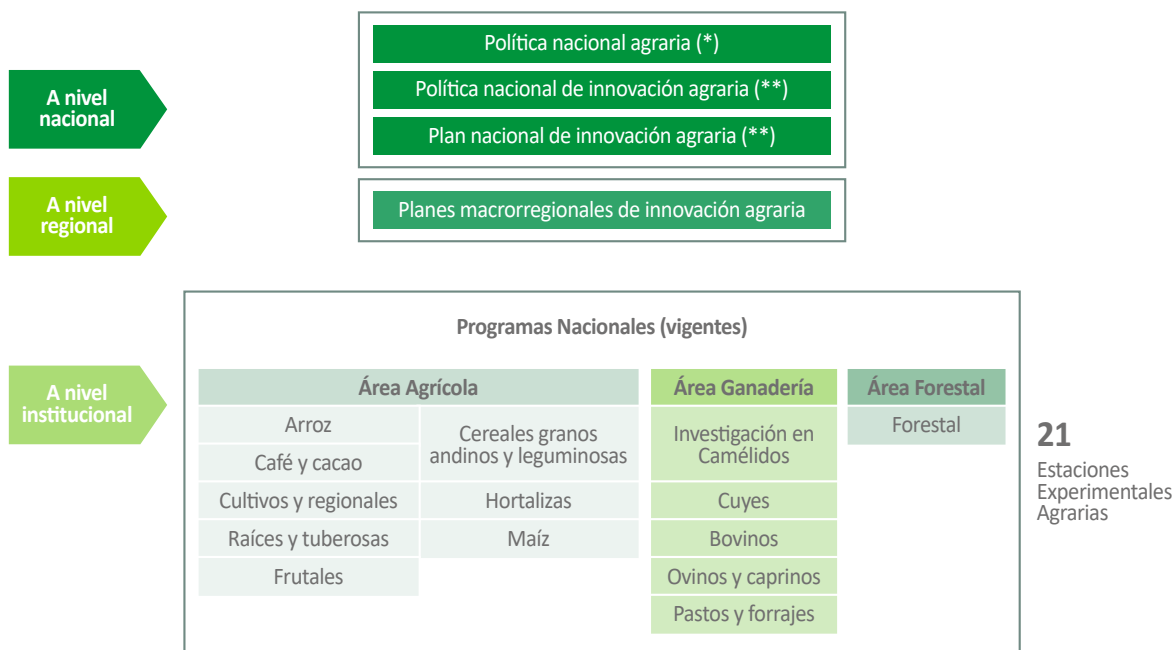 Política nacional agraria (*)
A nivel
nacional
Política nacional de innovación agraria (**)
Plan nacional de innovación agraria (**)
A nivel
regional
Planes macrorregionales de innovación agraria
Programas Nacionales (vigentes)
A nivel
institucional
Área Agrícola
Arroz
Café y cacao
Cultivos y regionales
Raíces y tuberosas
Frutales
Cereales granos
andinos y leguminosas
Hortalizas
Maíz
Área Ganadería
Investigación en
Camélidos
Cuyes
Bovinos
Ovinos y caprinos
Pastos y forrajes
Área Forestal
Forestal
21
Estaciones
Experimentales
Agrarias